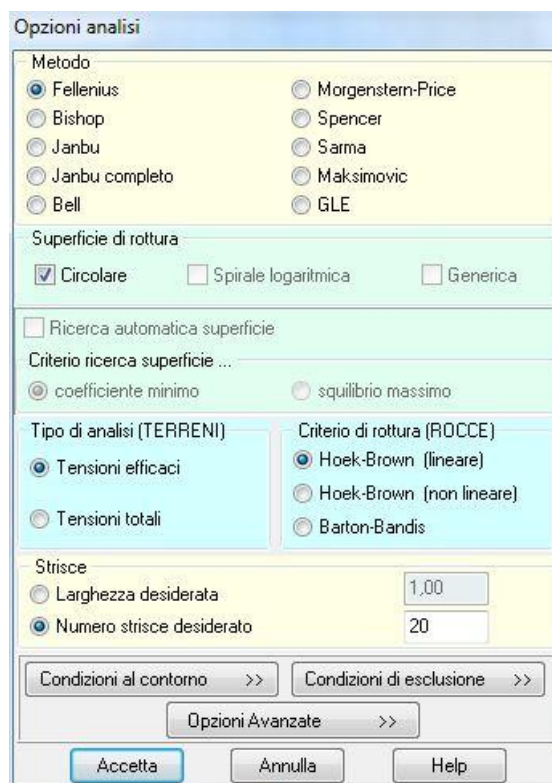 Opzioni analisi
Metodo
Fellenius
Morgenstern-Price
Bishop
Spencer
Janbu
Sarma
Janbu completo
Maksimovic
Bell
GLE
Superficie di rottura
Circolare
Spirale logaritmica
Generica
Ricerca automatica superficie
Criterio ricerca superficie ...
coefficiente minimo
squilibrio massimo
Tipo di analisi (TERRENI)
Tensioni efficaci
Tensioni totali
Criterio di rottura (ROCCE)
Hoek-Brown (lineare)
Hoek-Brown (non lineare)
Barton-Bandis
Strisce
Larghezza desiderata
1,00
Numero strisce desiderato
20
Condizioni al contorno >>
Condizioni di esclusione >>
Opzioni Avanzate >>
Accetta
Annulla
Help